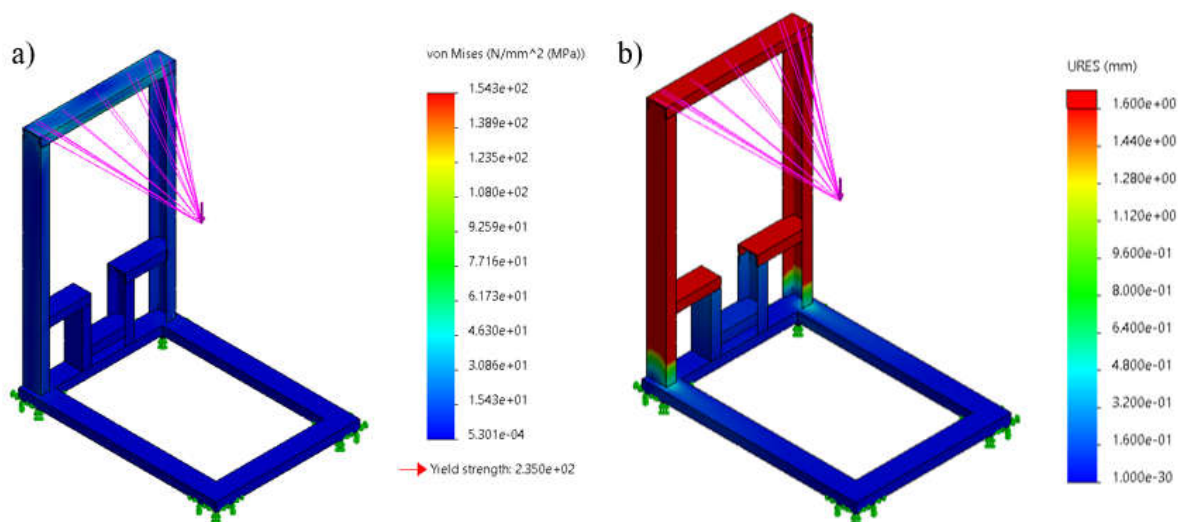 a)
von Mises (N/mm^2 (MPa))
1.543e+02
1.389e+02
1.235e+02
1.080e+02
9.259e+01
7.716e+01
6.173e+01
4.630e+01
3.086e+01
1.543e+01
5.301e-04
Yield strength: 2.350e+02
b)
URES (mm)
1.600e+00
1.440e+00
1.280e+00
1.120e+00
9.600e-01
8.000e-01
6.400e-01
4.800e-01
3.200e-01
1.600e-01
1.000e-30